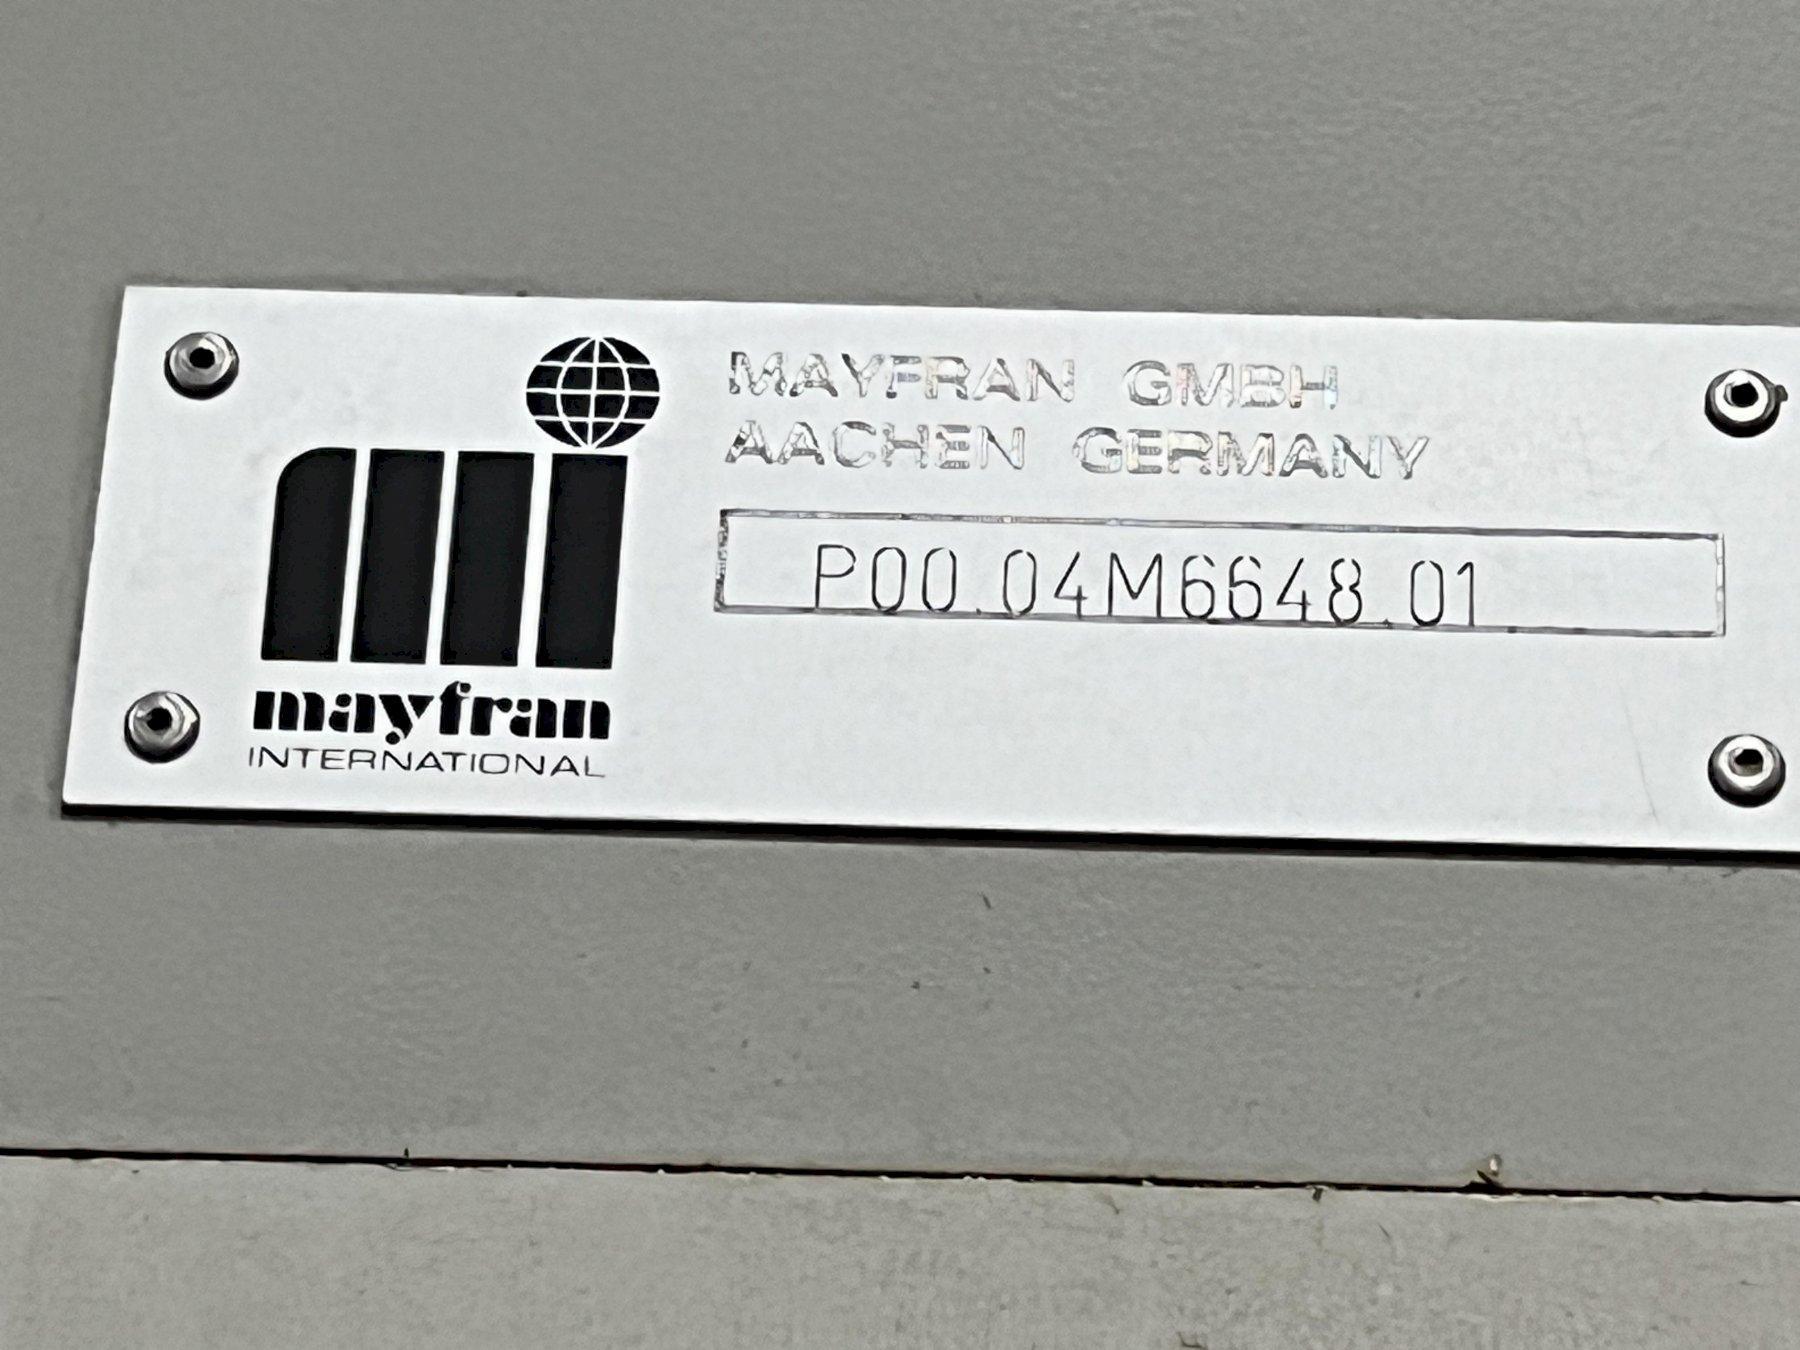 MAYFRAN GMBH
AACHEN GERMANY
P00.04M6648.01
mayfran
INTERNATIONAL